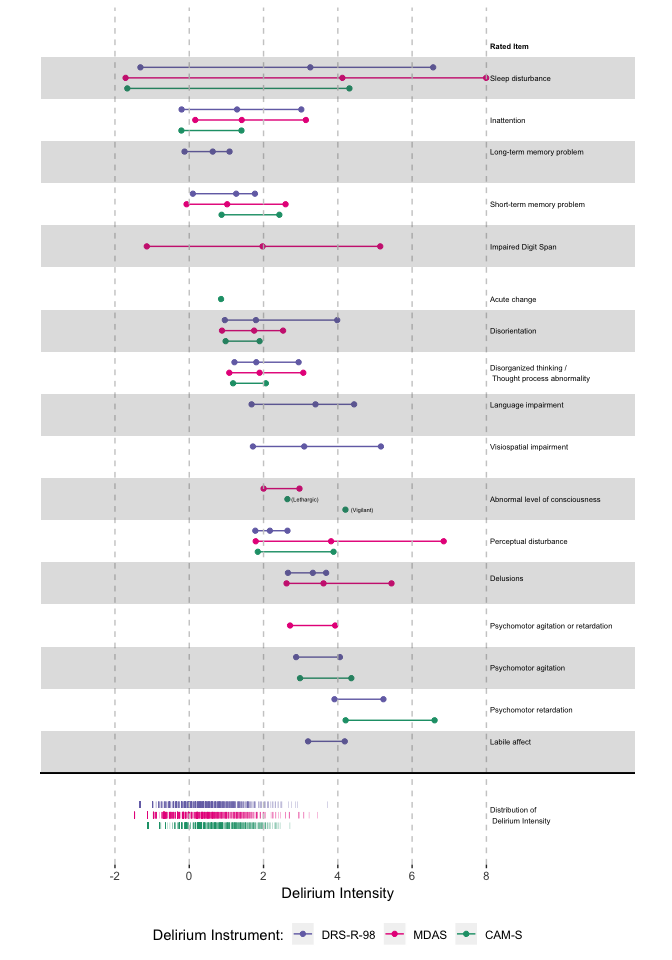 Rated Item
Sleep disturbance
Inattention
Long-term memory problem
Short-term memory problem
Impaired Digit Span
Acute change
Disorientation
Disorganized thinking /
Thought process abnormality
Language impairment
Visiospatial impairment
(Lethargic)
Abnormal level of consciousness
(Vigilant)
Perceptual disturbance
Delusions
Psychomotor agitation or retardation
Psychomotor agitation
Psychomotor retardation
Labile affect
Distribution of
Delirium Intensity
-2 0 2 4 6 8
Delirium Intensity
Delirium Instrument: DRS-R-98 MDAS CAM-S